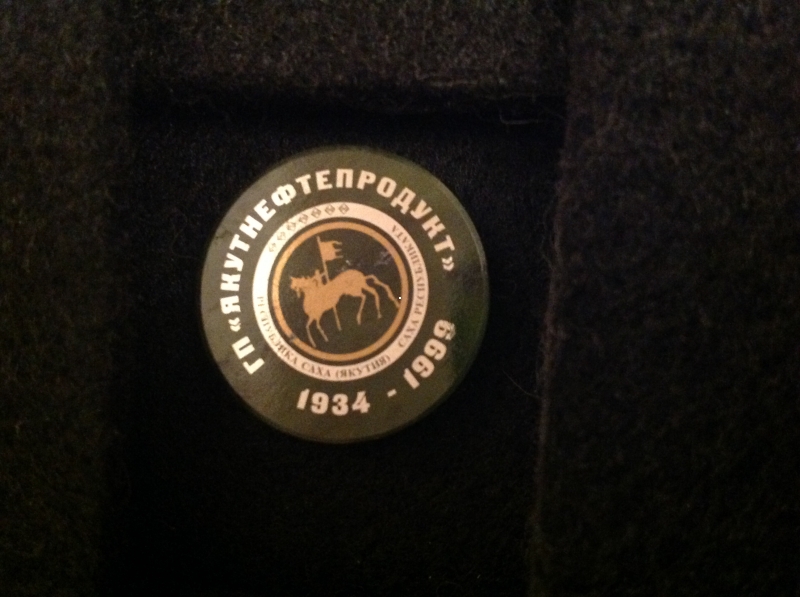 ГП «ЯКУТНЕФТЕПРОДУКТ»
РЕСПУБЛИКА САХА (ЯКУТИЯ)
САХА РЕСПУБЛИКАТА
1934 - 1999